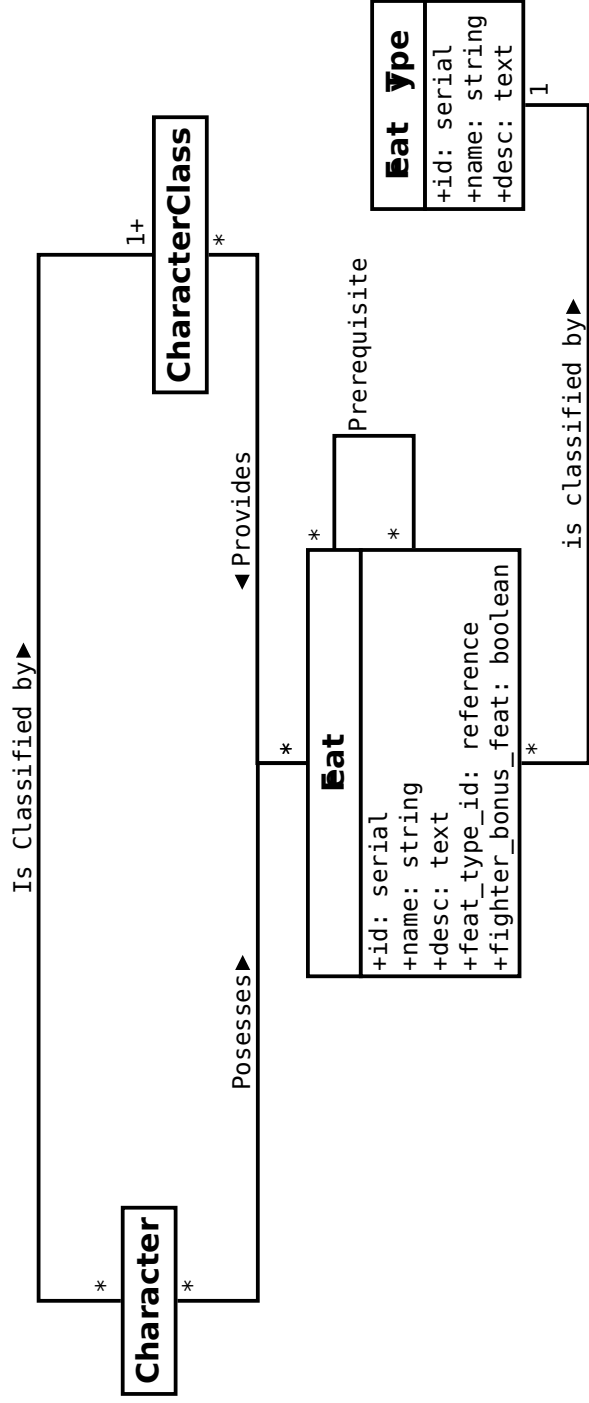 Is Classified by▶
*
1+
Character
CharacterClass
*
*
Posesses▶
◀Provides
*
Feat
+id: serial
+name: string
+desc: text
+feat_type_id: reference
+fighter_bonus_feat: boolean
*
*
Prerequisite
Feat Type
+id: serial
+name: string
+desc: text
*
is classified by▶
1